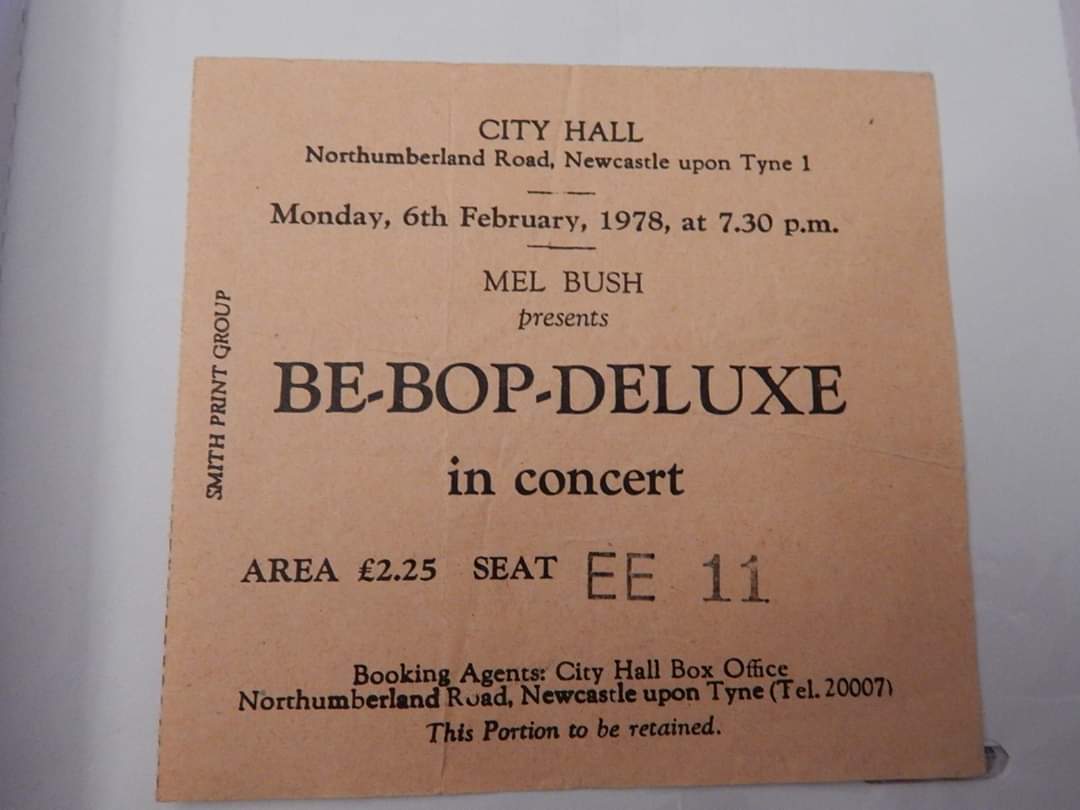 CITY HALL
Northumberland Road, Newcastle upon Tyne 1
Monday, 6th February, 1978, at 7.30 p.m.
MEL BUSH
presents
BE-BOP-DELUXE
in concert
AREA £2.25 SEAT EE 11
Booking Agents: City Hall Box Office
Northumberland Road, Newcastle upon Tyne (Tel. 20007)
This Portion to be retained.
SMITH PRINT GROUP